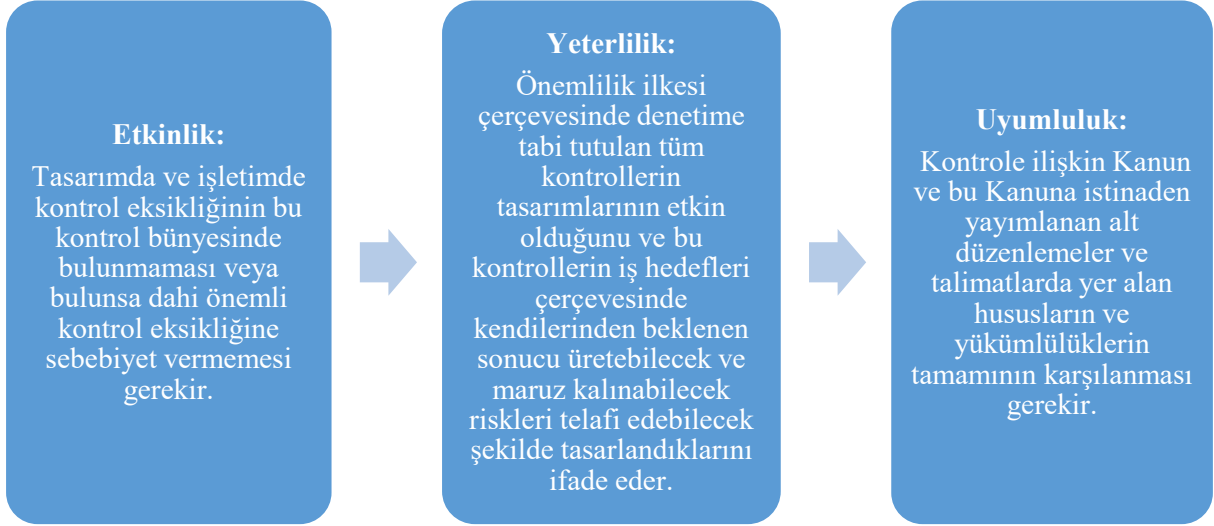 Etkinlik:
Tasarımda ve işletimde
kontrol eksikliğinin bu
kontrol bünyesinde
bulunmaması veya
bulunsa dahi önemli
kontrol eksikliğine
sebebiyet vermemesi
gerekir.
Yeterlilik:
Önemlilik ilkesi
çerçevesinde denetime
tabi tutulan tüm
kontrollerin
tasarımlarının etkin
olduğunu ve bu
kontrollerin iş hedefleri
çerçevesinde
kendilerinden beklenen
sonucu üretebilecek ve
maruz kalınabilecek
riskleri telafi edebilecek
şekilde tasarlandıklarını
ifade eder.
Uyumluluk:
Kontrole ilişkin Kanun
ve bu Kanuna istinaden
yayımlanan alt
düzenlemeler ve
talimatlarda yer alan
hususların ve
yükümlülüklerin
tamamının karşılanması
gerekir.